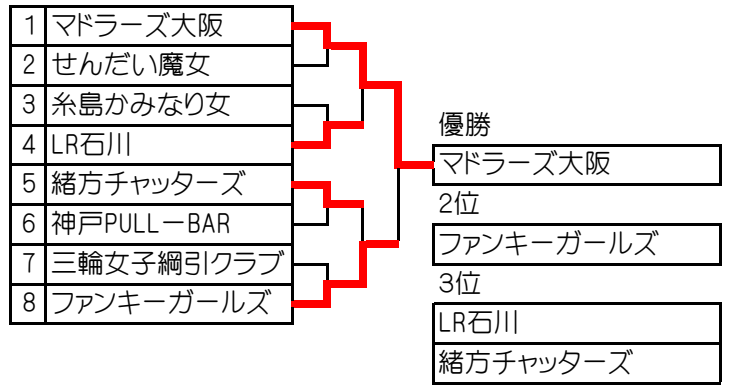 1 マドラーズ大阪
2 せんだい魔女
3 糸島かみなり女
4 LR石川
5 緒方チャッターズ
6 神戸PULLーBAR
7 三輪女子綱引クラブ
8 ファンキーガールズ
優勝
マドラーズ大阪
2位
ファンキーガールズ
3位
LR石川
緒方チャッターズ